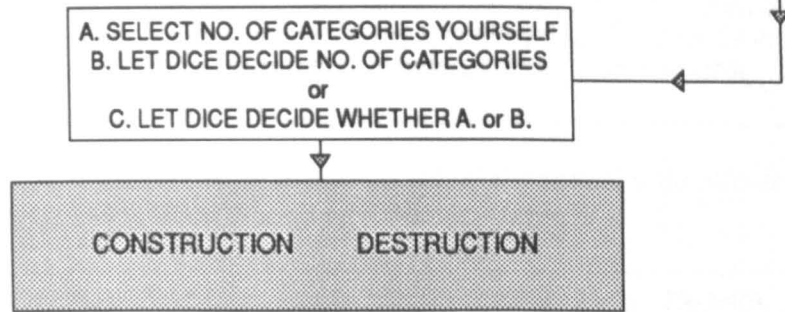 A. SELECT NO. OF CATEGORIES YOURSELF
B. LET DICE DECIDE NO. OF CATEGORIES
or
C. LET DICE DECIDE WHETHER A. or B.
CONSTRUCTION DESTRUCTION